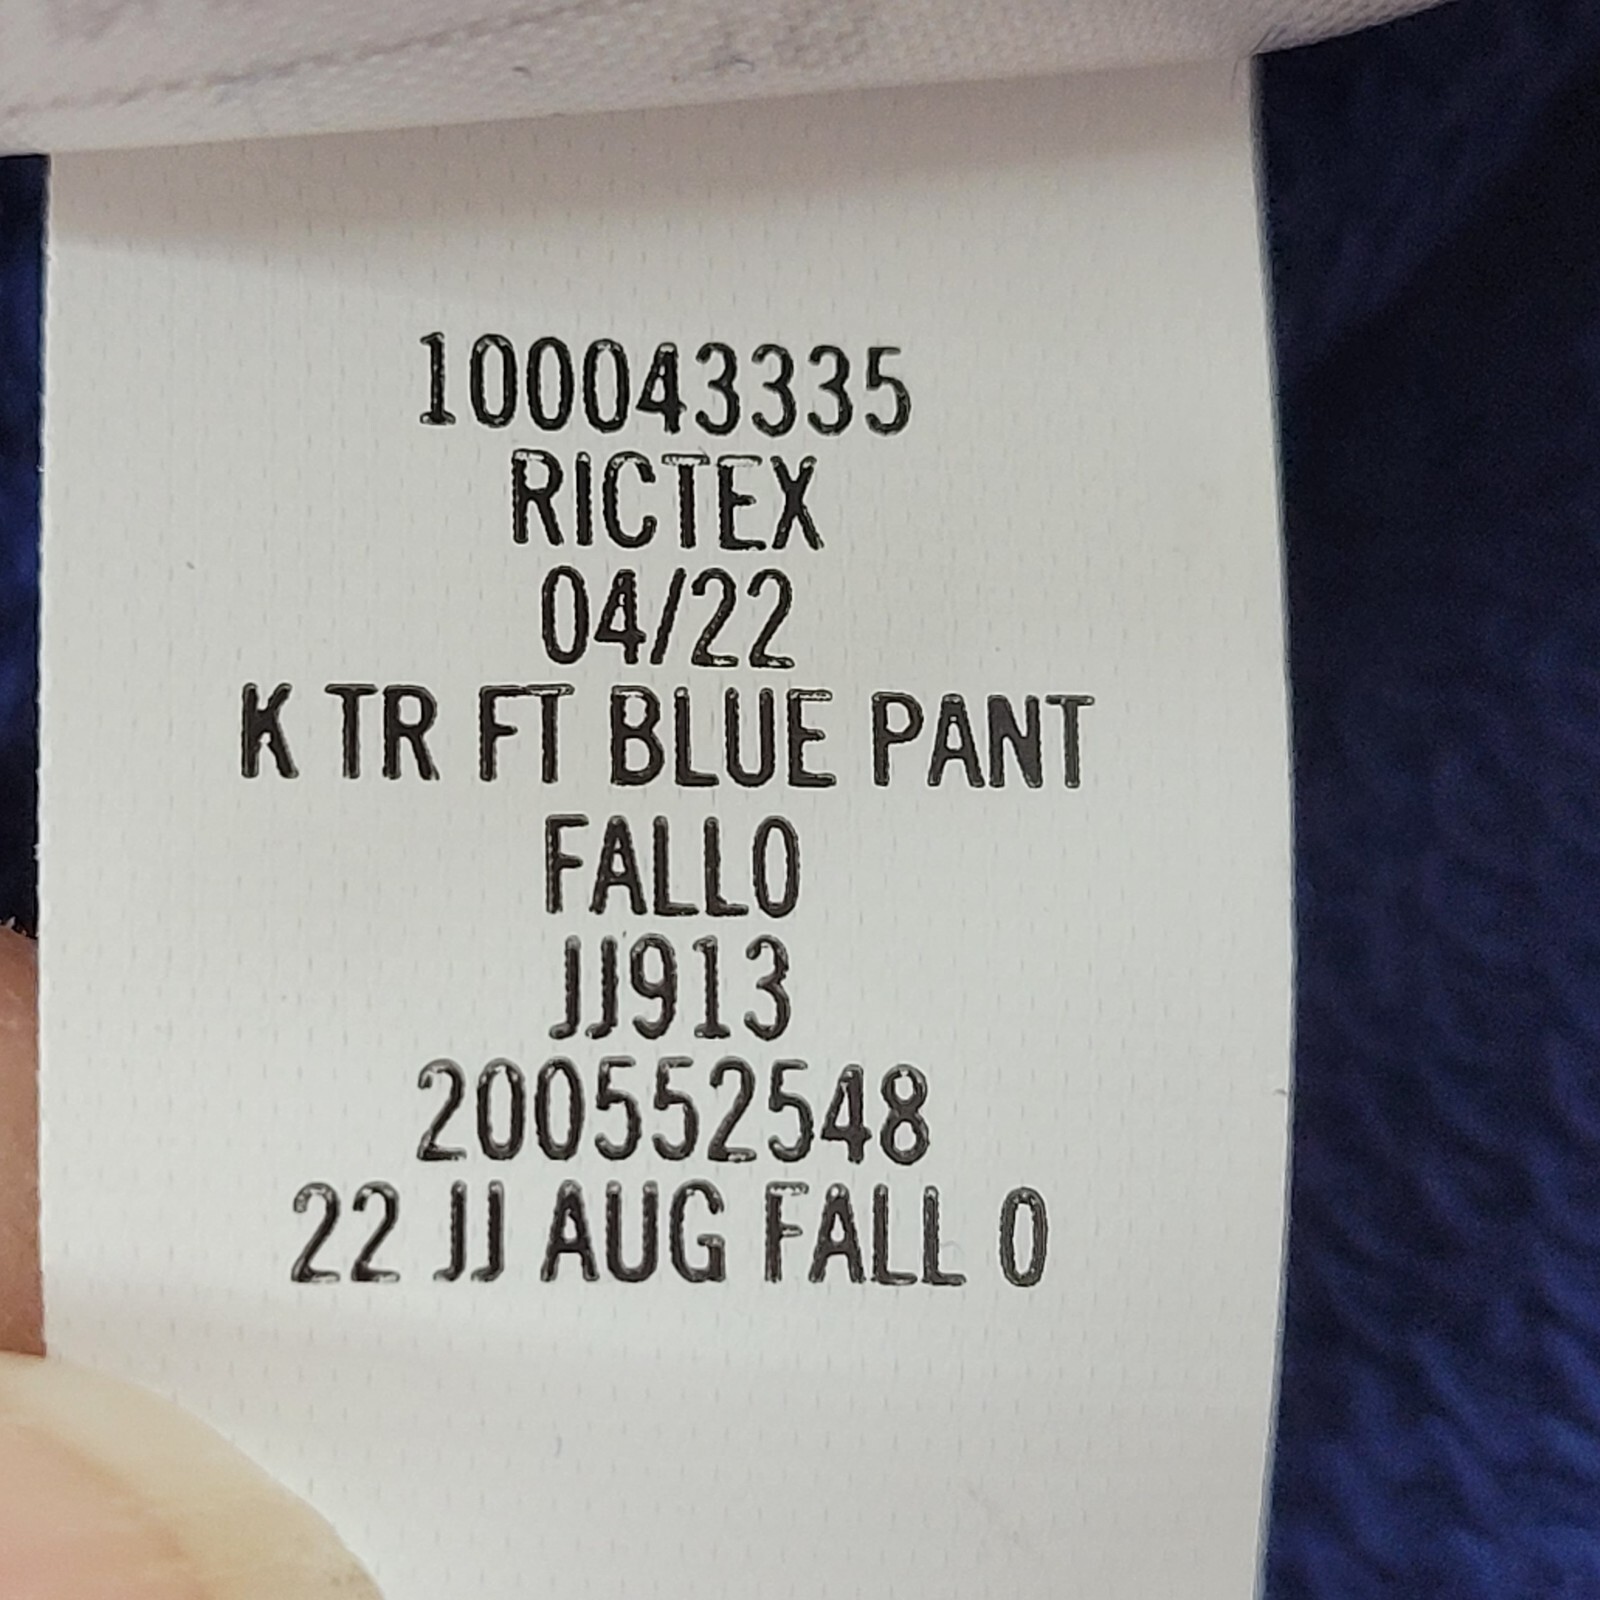 100043335
RICTEX
04/22
K TR FT BLUE PANT
FALL0
JJ913
200552548
22 JJ AUG FALL 0